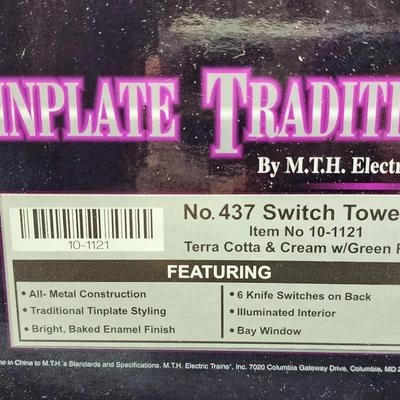 INPLATE TRADITI
By M.T.H. Electr
No. 437 Switch Towe
Item No 10-1121
10-1121
Terra Cotta & Cream w/Green
FEATURING
• All- Metal Construction
• Traditional Tinplate Styling
• Bright, Baked Enamel Finish
• 6 Knife Switches on Back
• Illuminated Interior
• Bay Window
in China to M.T.H.'s Standards and Specifications. M.T.H. Electric Trains, Inc. 7020 Columbia Gateway Drive, Columbia, MD 2